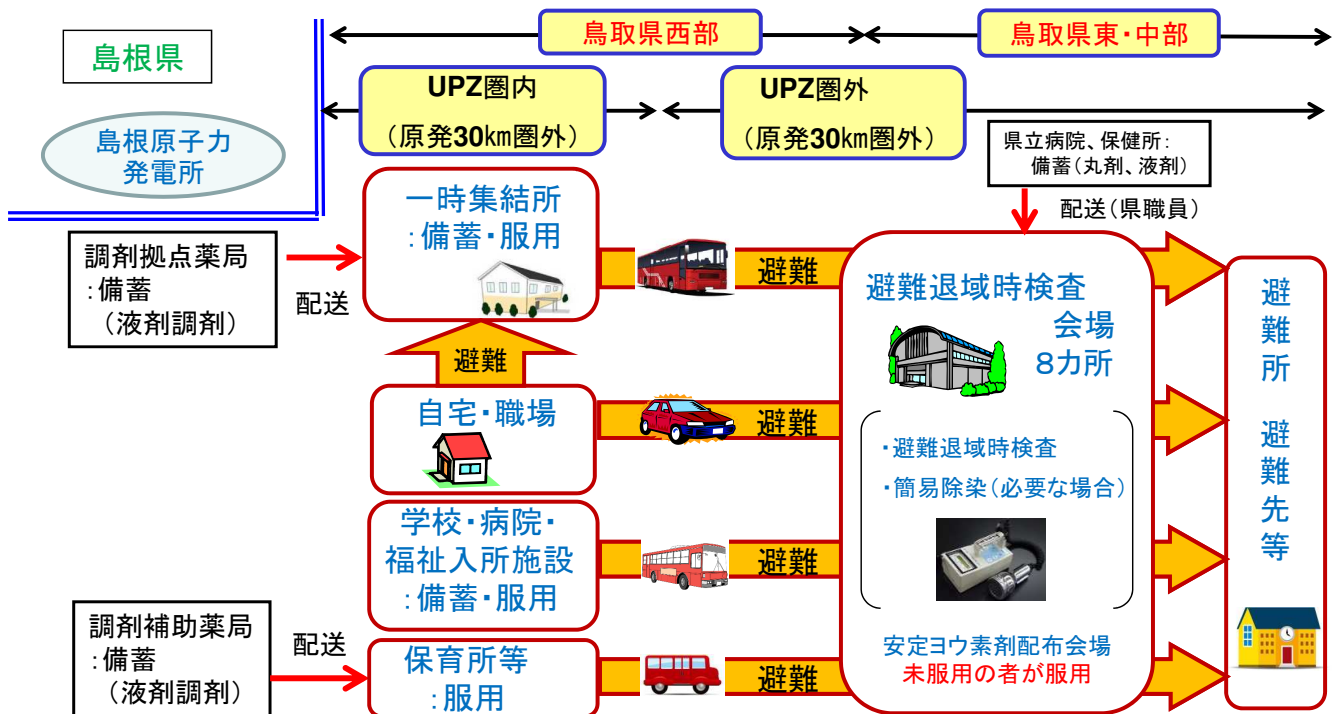 島根県
島根原子力
発電所
鳥取県西部
鳥取県東・中部
UPZ圏内
（原発30㎞圏外）
UPZ圏外
（原発30㎞圏外）
県立病院、保健所：
備蓄（丸剤、液剤）
配送（県職員）
調剤拠点薬局
：備蓄
（液剤調剤）
配送
一時集結所
：備蓄・服用
避難
避難
自宅・職場
避難
学校・病院・
福祉入所施設
：備蓄・服用
避難
調剤補助薬局
：備蓄
（液剤調剤）
配送
保育所等
：服用
避難
避難退域時検査
会場
８カ所
・避難退域時検査
・簡易除染（必要な場合）
安定ヨウ素剤配布会場
未服用の者が服用
避難所　避難先等